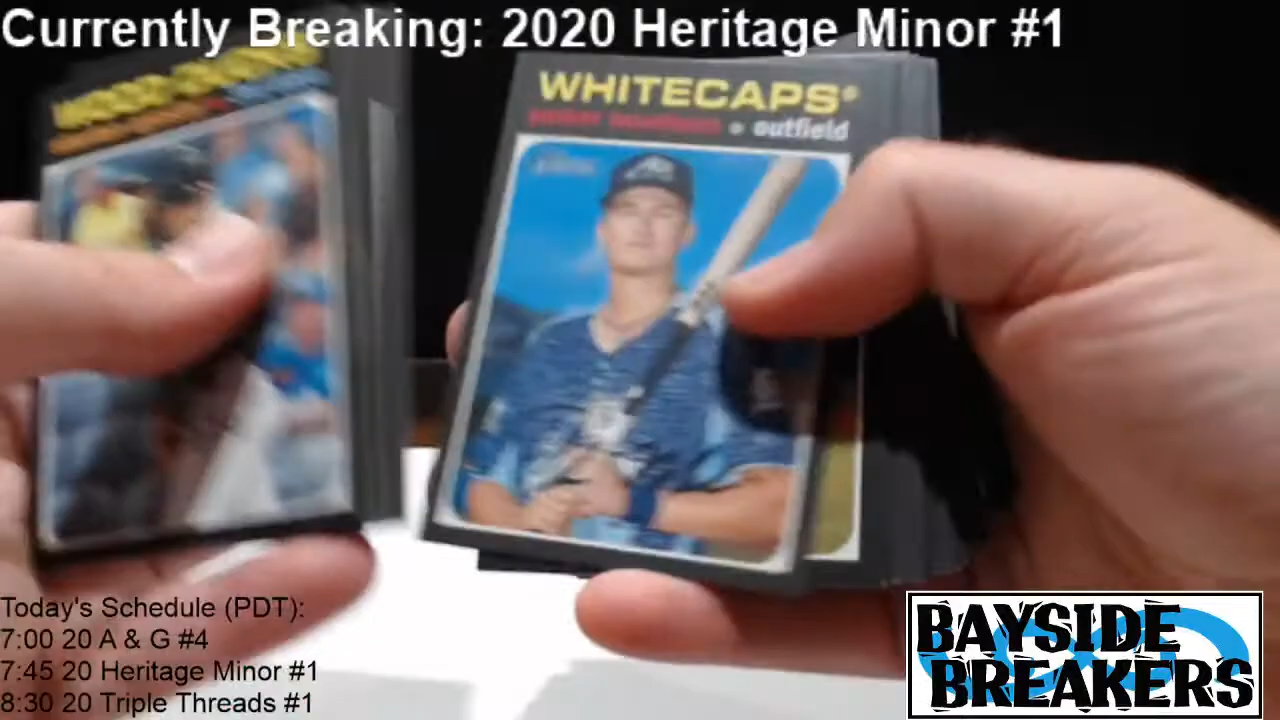 Currently Breaking: 2020 Heritage Minor #1
WHITECAPS
outfield
Today's Schedule (PDT):
7:00 20 A & G #4
7:45 20 Heritage Minor #1
8:30 20 Triple Threads #1
BAYSIDE
BREAKERS